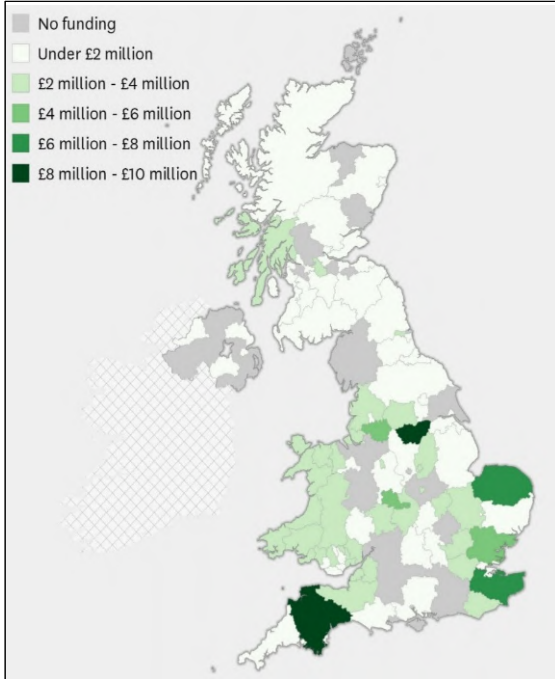 No funding
Under £2 million
£2 million - £4 million
£4 million - £6 million
£6 million - £8 million
£8 million - £10 million